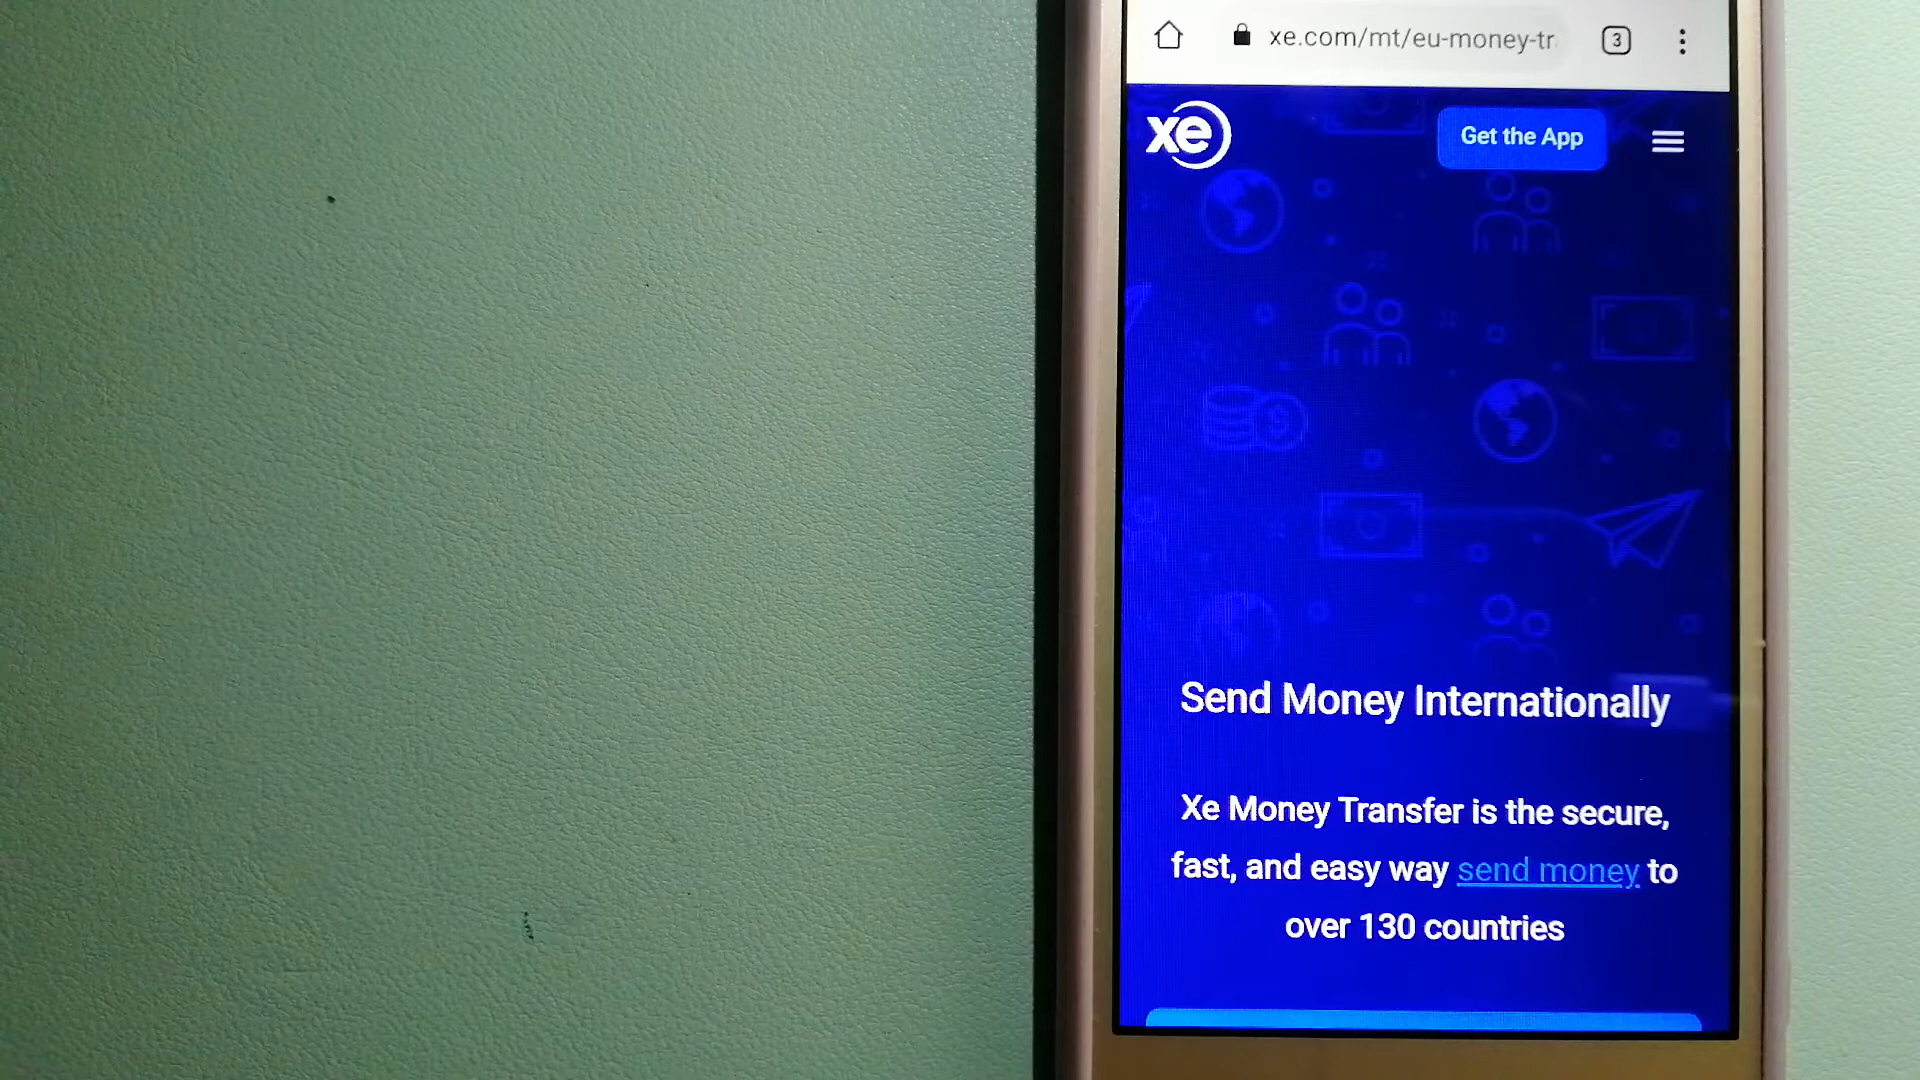 xe.com/mt/eu-money-tr
3
xe
Get the App
Send Money Internationally
Xe Money Transfer is the secure,
fast, and easy way send money to
over 130 countries